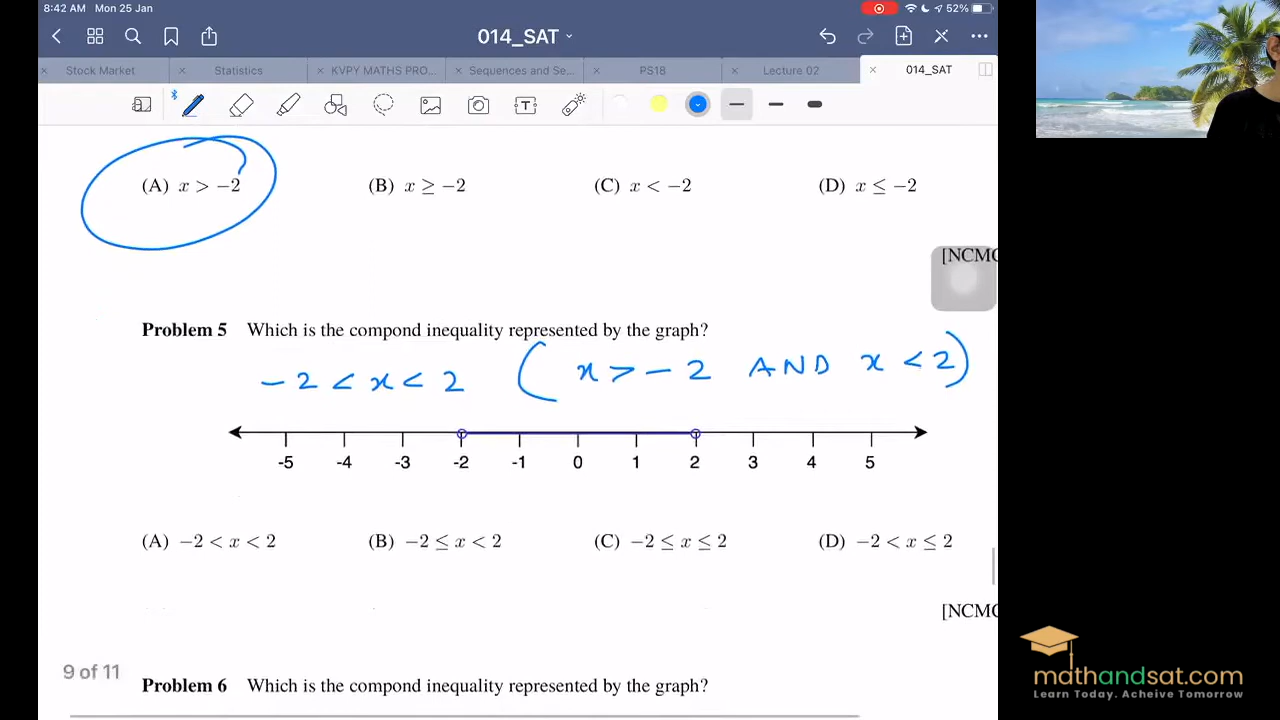 8:42 AM Mon 25 Jan
52%
014_SAT
Stock Market
Statistics
KVPY MATHS PRO...
Sequences and Se...
PS18
Lecture 02
014_SAT
(A) x > −2 (B) x ≥ −2 (C) x < −2 (D) x ≤ −2
[NCMC
Problem 5 Which is the compond inequality represented by the graph?
−2 < x < 2 ( x > −2 AND x < 2 )
-5 -4 -3 -2 -1 0 1 2 3 4 5
(A) −2 < x < 2 (B) −2 ≤ x < 2 (C) −2 ≤ x ≤ 2 (D) −2 < x ≤ 2
[NCMC
9 of 11
Problem 6 Which is the compond inequality represented by the graph?
mathandsat.com
Learn Today. Acheive Tomorrow